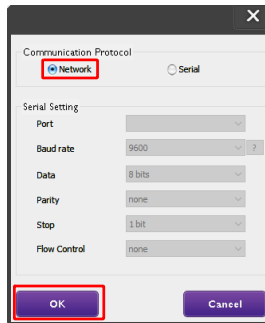 Communication Protocol
Network Serial
Serial Setting
Port
Baud rate 9600 ?
Data 8 bits
Parity none
Stop 1 bit
Flow Control none
OK Cancel